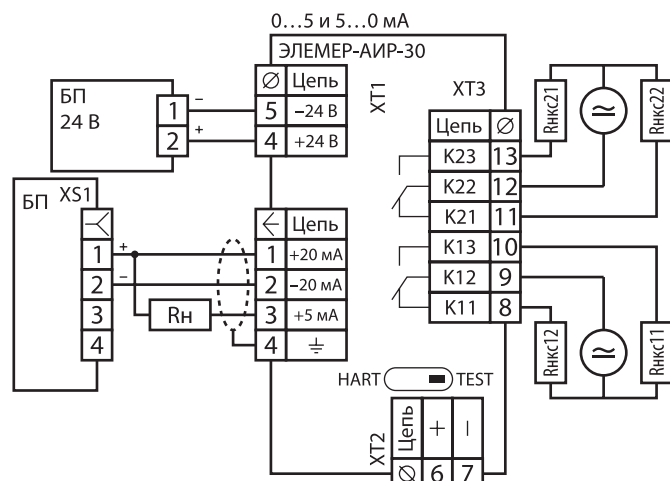 0...5 и 5...0 мА
ЭЛЕМЕР-АИР-30
БП
24 В
1
2
–
+
XT1
∅ Цепь
5 –24 В
4 +24 В
XT3
Цепь ∅
K23 13
K22 12
K21 11
K13 10
K12 9
K11 8
Rнкс21
Rнкс22
Rнкс12
Rнкс11
БП
XS1
1
2
3
4
+
–
Rн
Цепь
1 +20 мА
2 –20 мА
3 +5 мА
4
HART TEST
XT2
Цепь + –
∅ 6 7